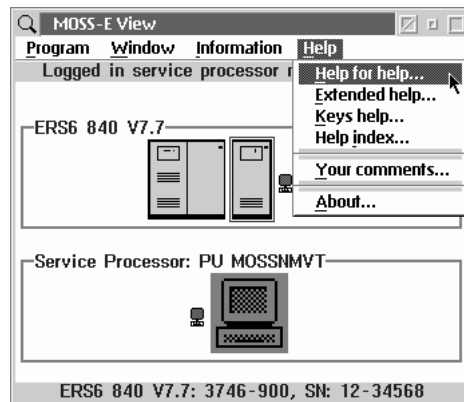 MOSS-E View
Program Window Information Help
Logged in service processor
Help for help...
Extended help...
Keys help...
Help index...
Your comments...
About...
ERS6 840 V7.7
Service Processor: PU MOSSNMVT
ERS6 840 V7.7: 3746-900, SN: 12-34568